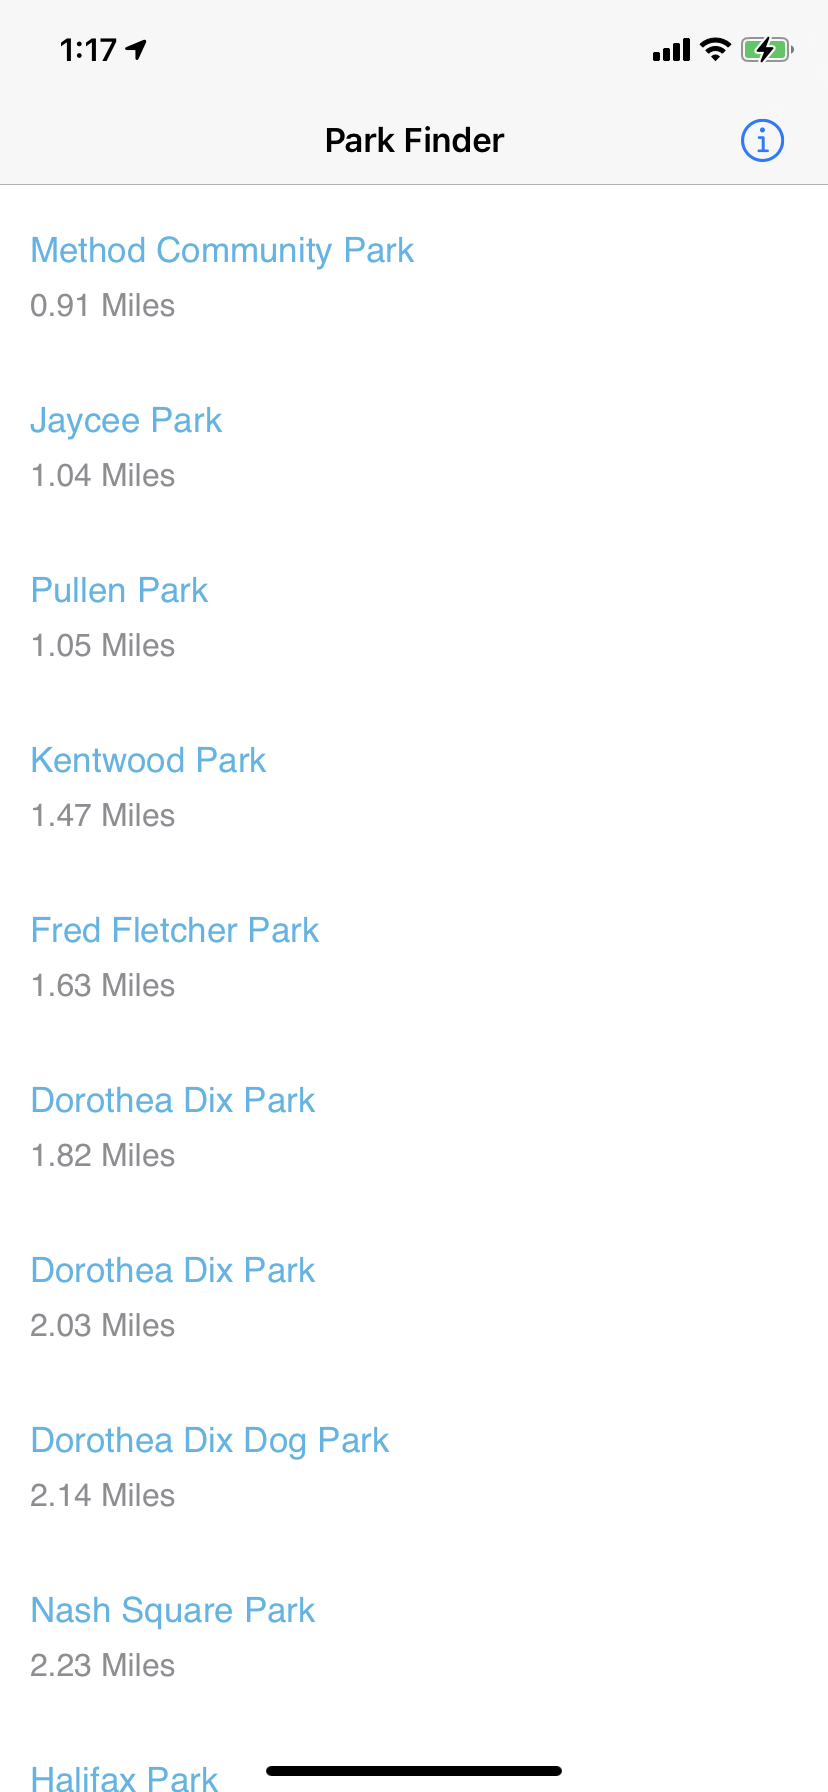 1:17
Park Finder
Method Community Park
0.91 Miles
Jaycee Park
1.04 Miles
Pullen Park
1.05 Miles
Kentwood Park
1.47 Miles
Fred Fletcher Park
1.63 Miles
Dorothea Dix Park
1.82 Miles
Dorothea Dix Park
2.03 Miles
Dorothea Dix Dog Park
2.14 Miles
Nash Square Park
2.23 Miles
Halifax Park